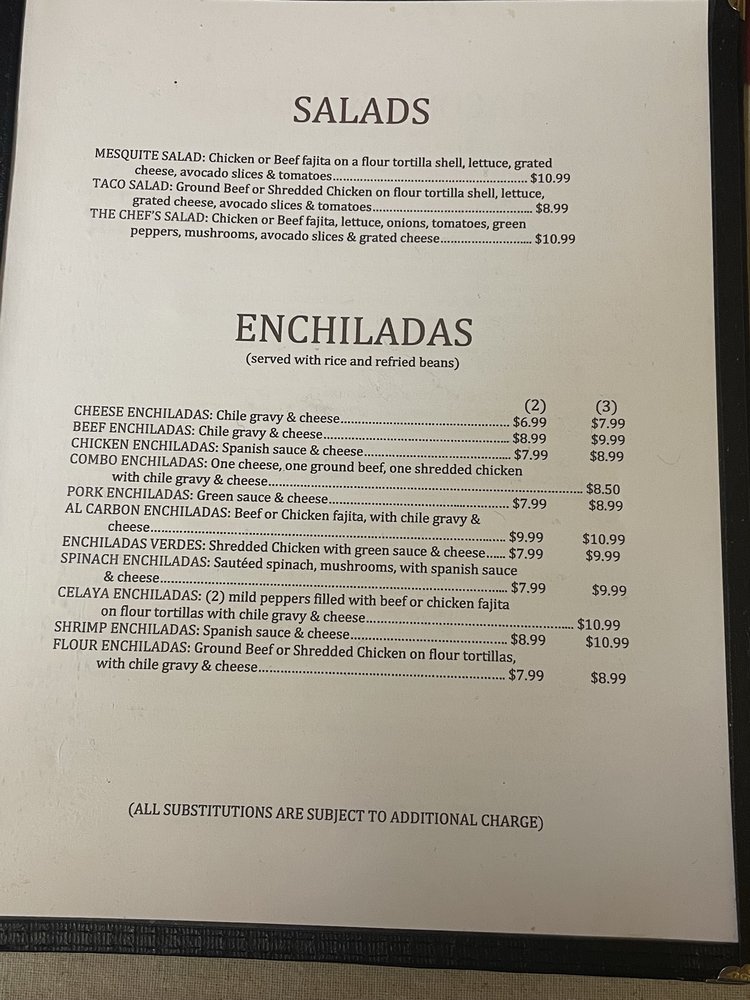 SALADS
MESQUITE SALAD: Chicken or Beef fajita on a flour tortilla shell, lettuce, grated
cheese, avocado slices & tomatoes.................................................... $10.99
TACO SALAD: Ground Beef or Shredded Chicken on flour tortilla shell, lettuce,
grated cheese, avocado slices & tomatoes........................................... $8.99
THE CHEF'S SALAD: Chicken or Beef fajita, lettuce, onions, tomatoes, green
peppers, mushrooms, avocado slices & grated cheese......................... $10.99
ENCHILADAS
(served with rice and refried beans)
(2) (3)
CHEESE ENCHILADAS: Chile gravy & cheese............................................. $6.99 $7.99
BEEF ENCHILADAS: Chile gravy & cheese.................................................. $8.99 $9.99
CHICKEN ENCHILADAS: Spanish sauce & cheese....................................... $7.99 $8.99
COMBO ENCHILADAS: One cheese, one ground beef, one shredded chicken
with chile gravy & cheese..................................................................................... $8.50
PORK ENCHILADAS: Green sauce & cheese................................................. $7.99 $8.99
AL CARBON ENCHILADAS: Beef or Chicken fajita, with chile gravy &
cheese................................................................................................. $9.99 $10.99
ENCHILADAS VERDES: Shredded Chicken with green sauce & cheese...... $7.99 $9.99
SPINACH ENCHILADAS: Sautéed spinach, mushrooms, with spanish sauce
& cheese.............................................................................................. $7.99 $9.99
CELAYA ENCHILADAS: (2) mild peppers filled with beef or chicken fajita
on flour tortillas with chile gravy & cheese........................................................ $10.99
SHRIMP ENCHILADAS: Spanish sauce & cheese.......................................... $8.99 $10.99
FLOUR ENCHILADAS: Ground Beef or Shredded Chicken on flour tortillas,
with chile gravy & cheese................................................................... $7.99 $8.99
(ALL SUBSTITUTIONS ARE SUBJECT TO ADDITIONAL CHARGE)